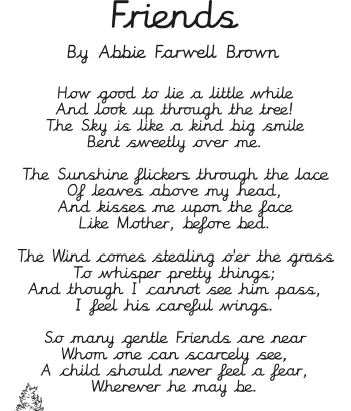 Friends
By Abbie Farwell Brown
How good to lie a little while
And look up through the tree!
The Sky is like a kind big smile
Bent sweetly over me.
The Sunshine flickers through the lace
Of leaves above my head,
And kisses me upon the face
Like Mother, before bed.
The Wind comes stealing o'er the grass
To whisper pretty things;
And though I cannot see him pass,
I feel his careful wings.
So many gentle Friends are near
Whom one can scarcely see,
A child should never feel a fear,
Wherever he may be.